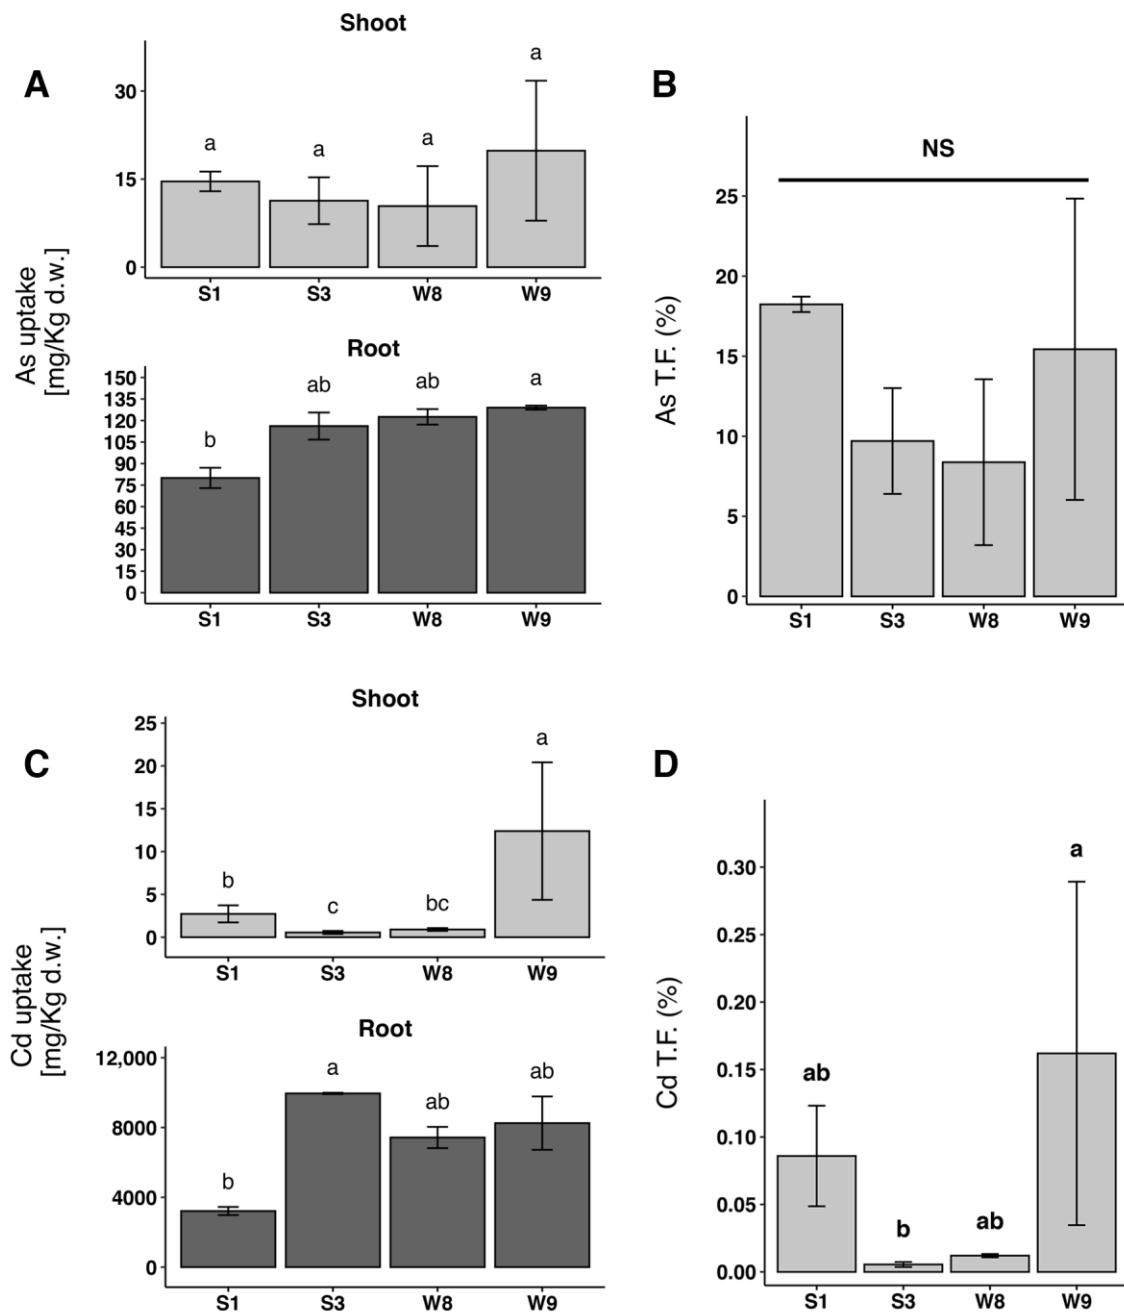 A
Shoot
As uptake
[mg/Kg d.w.]
30
15
0
a
a
a
a
S1 S3 W8 W9
Root
150
135
120
105
90
75
60
45
30
15
0
b
ab
ab
a
S1 S3 W8 W9
B
As T.F. (%)
NS
25
20
15
10
5
0
S1 S3 W8 W9
C
Shoot
Cd uptake
[mg/Kg d.w.]
25
20
15
10
5
0
b
c
bc
a
S1 S3 W8 W9
Root
12,000
8000
4000
0
b
a
ab
ab
S1 S3 W8 W9
D
Cd T.F. (%)
0.30
0.25
0.20
0.15
0.10
0.05
0.00
ab
b
ab
a
S1 S3 W8 W9